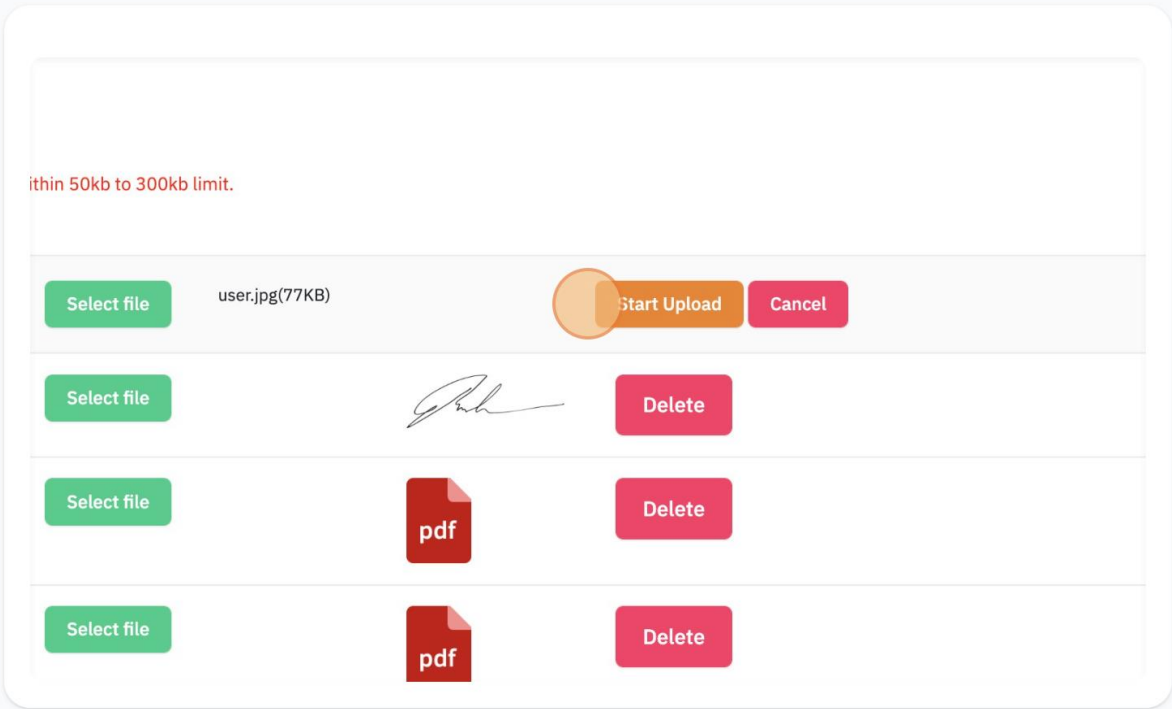 ithin 50kb to 300kb limit.
Select file user.jpg(77KB) Start Upload Cancel
Select file Delete
Select file pdf Delete
Select file pdf Delete